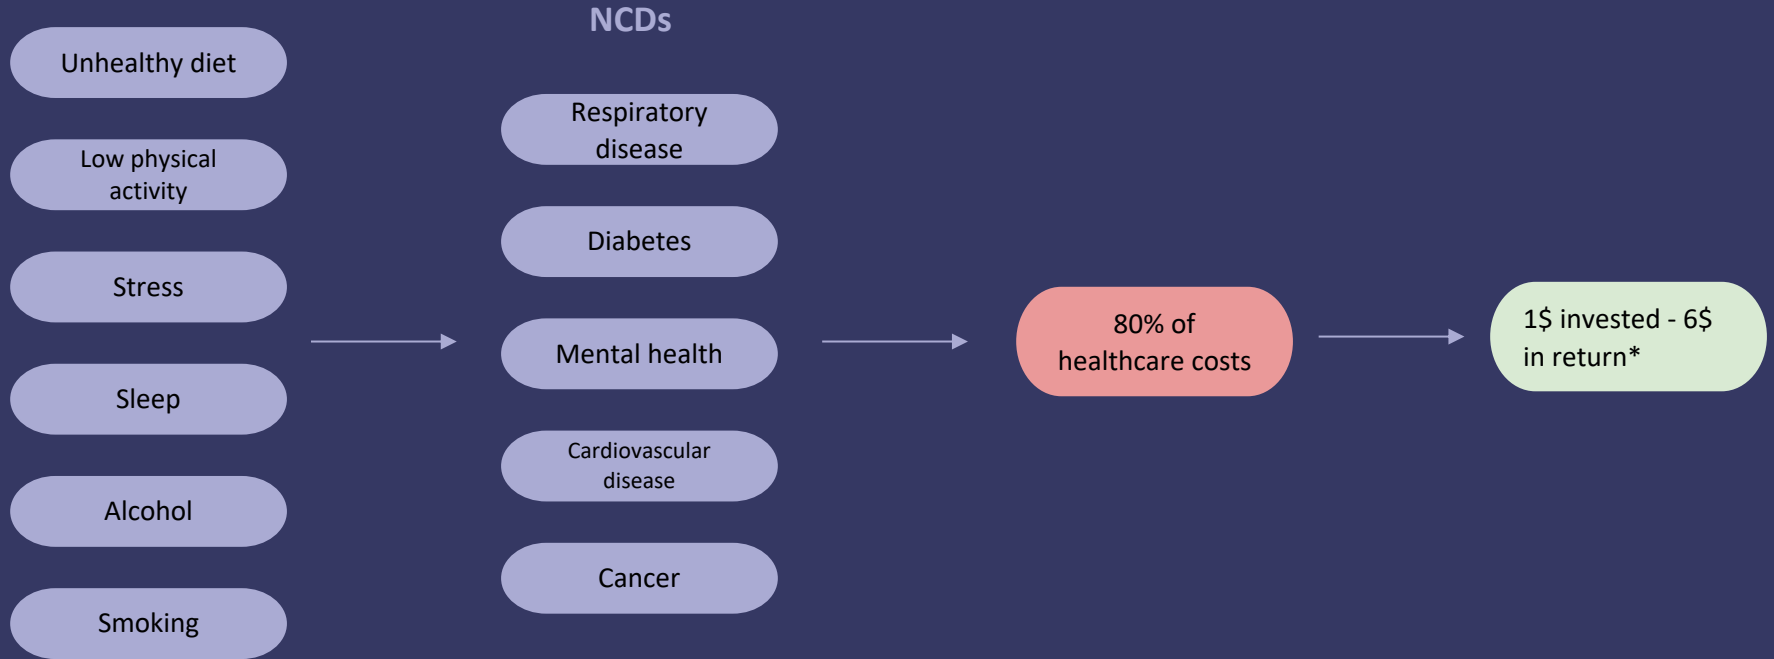 NCDs
Unhealthy diet
Low physical
activity
Stress
Sleep
Alcohol
Smoking
Respiratory
disease
Diabetes
Mental health
Cardiovascular
disease
Cancer
80% of
healthcare costs
1$ invested - 6$
in return*